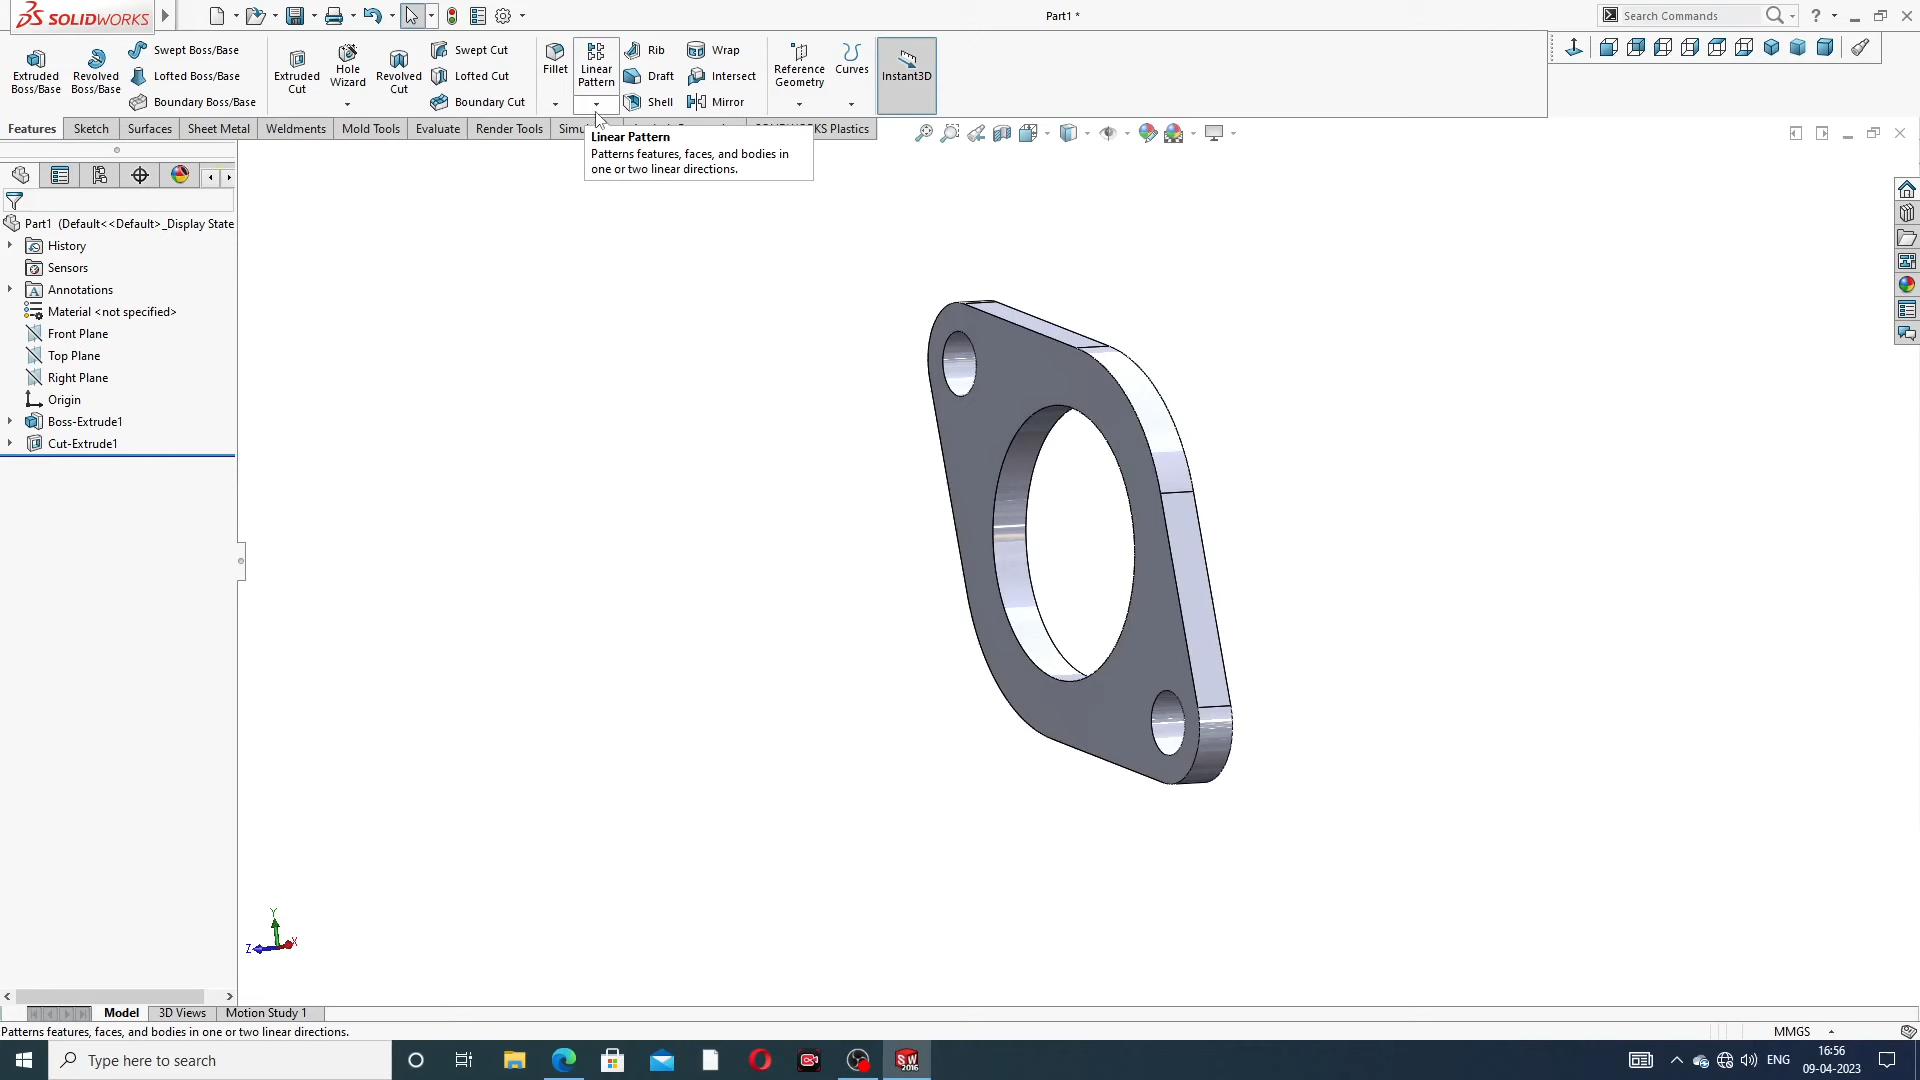 SOLIDWORKS
Part1 *
Search Commands
?
Extruded
Boss/Base
Revolved
Boss/Base
Swept Boss/Base
Lofted Boss/Base
Boundary Boss/Base
Extruded
Cut
Hole
Wizard
Revolved
Cut
Swept Cut
Lofted Cut
Boundary Cut
Fillet
Linear
Pattern
Rib
Draft
Shell
Wrap
Intersect
Mirror
Reference
Geometry
Curves
Instant3D
Features
Sketch
Surfaces
Sheet Metal
Weldments
Mold Tools
Evaluate
Render Tools
SOLIDWORKS Plastics
Linear Pattern
Patterns features, faces, and bodies in
one or two linear directions.
Part1 (Default<<Default>_Display State
History
Sensors
Annotations
Material <not specified>
Front Plane
Top Plane
Right Plane
Origin
Boss-Extrude1
Cut-Extrude1
Y
Z
X
Model
3D Views
Motion Study 1
Patterns features, faces, and bodies in one or two linear directions.
MMGS
Type here to search
SW
2016
ENG
16:56
09-04-2023